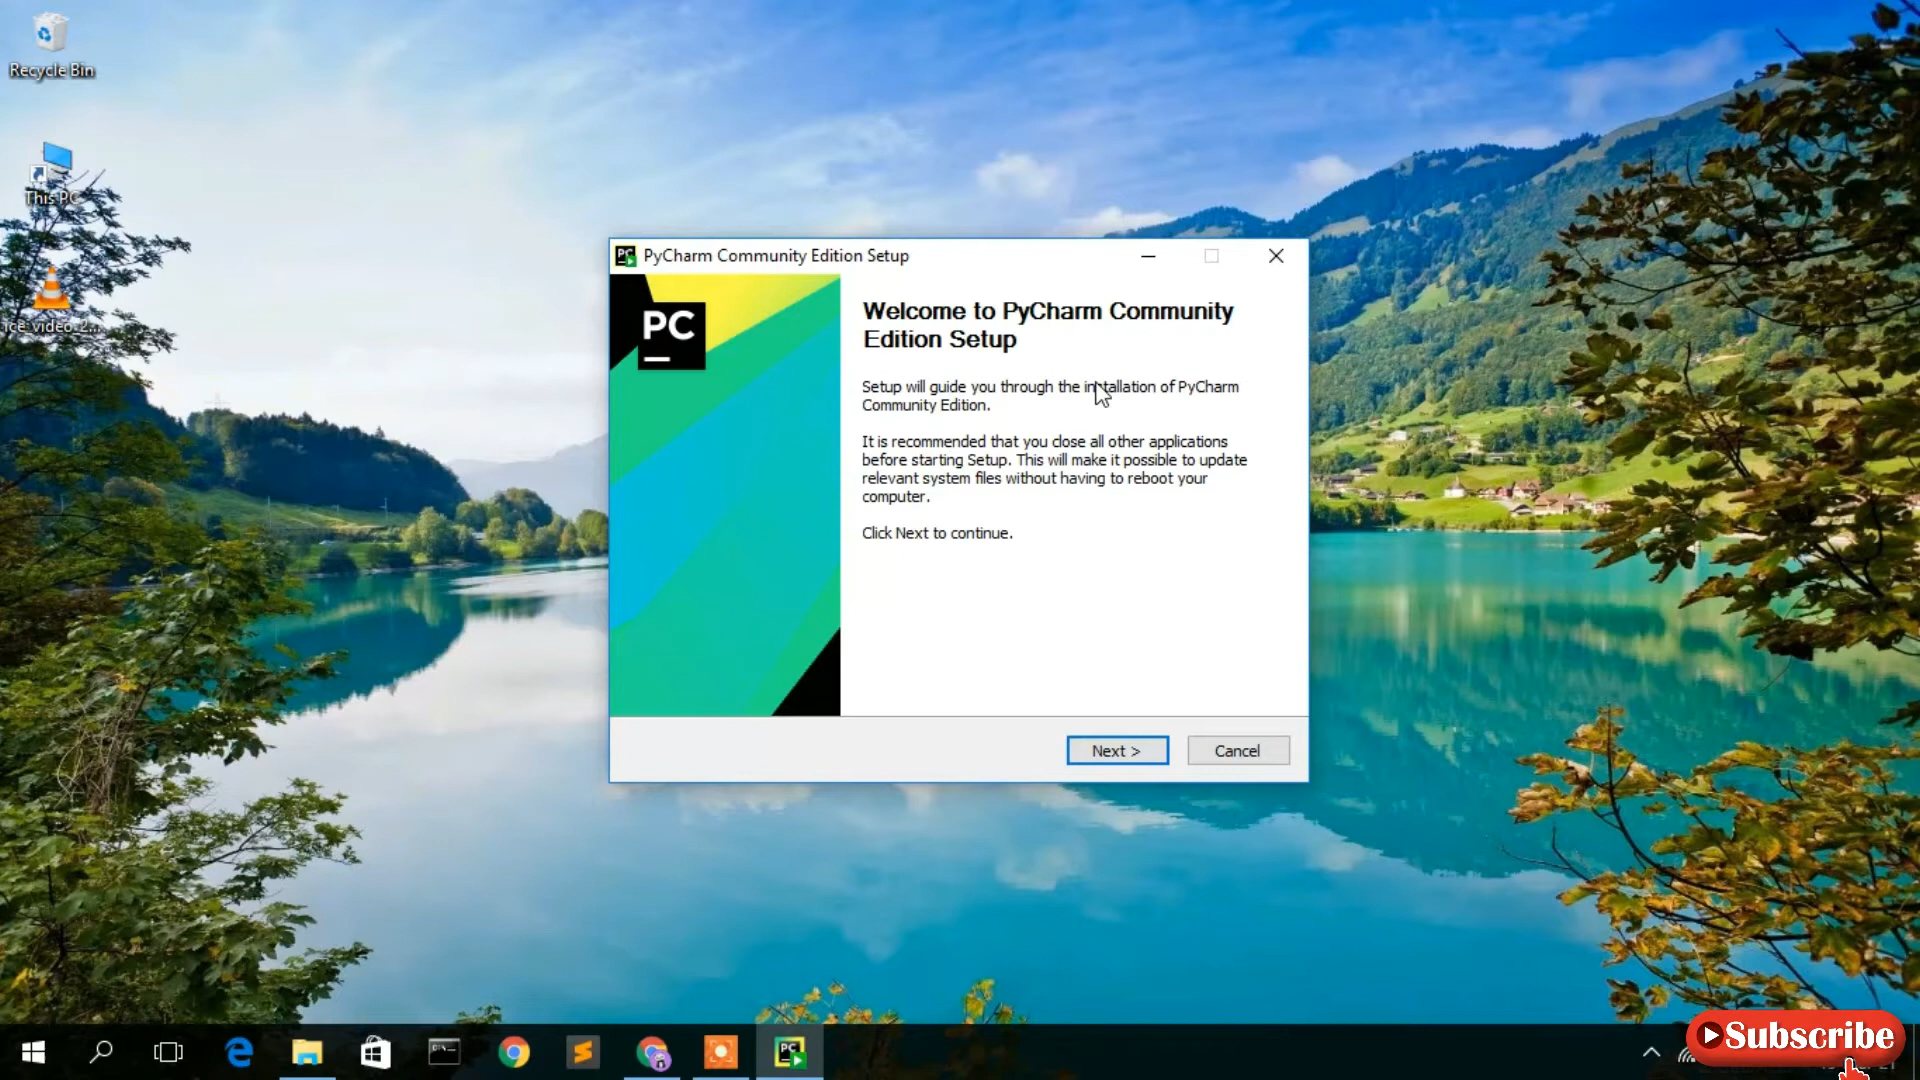 Recycle Bin
This PC
ice_video_2...
PyCharm Community Edition Setup
PC
Welcome to PyCharm Community
Edition Setup
Setup will guide you through the installation of PyCharm
Community Edition.
It is recommended that you close all other applications
before starting Setup. This will make it possible to update
relevant system files without having to reboot your
computer.
Click Next to continue.
Next >
Cancel
PC
Subscribe